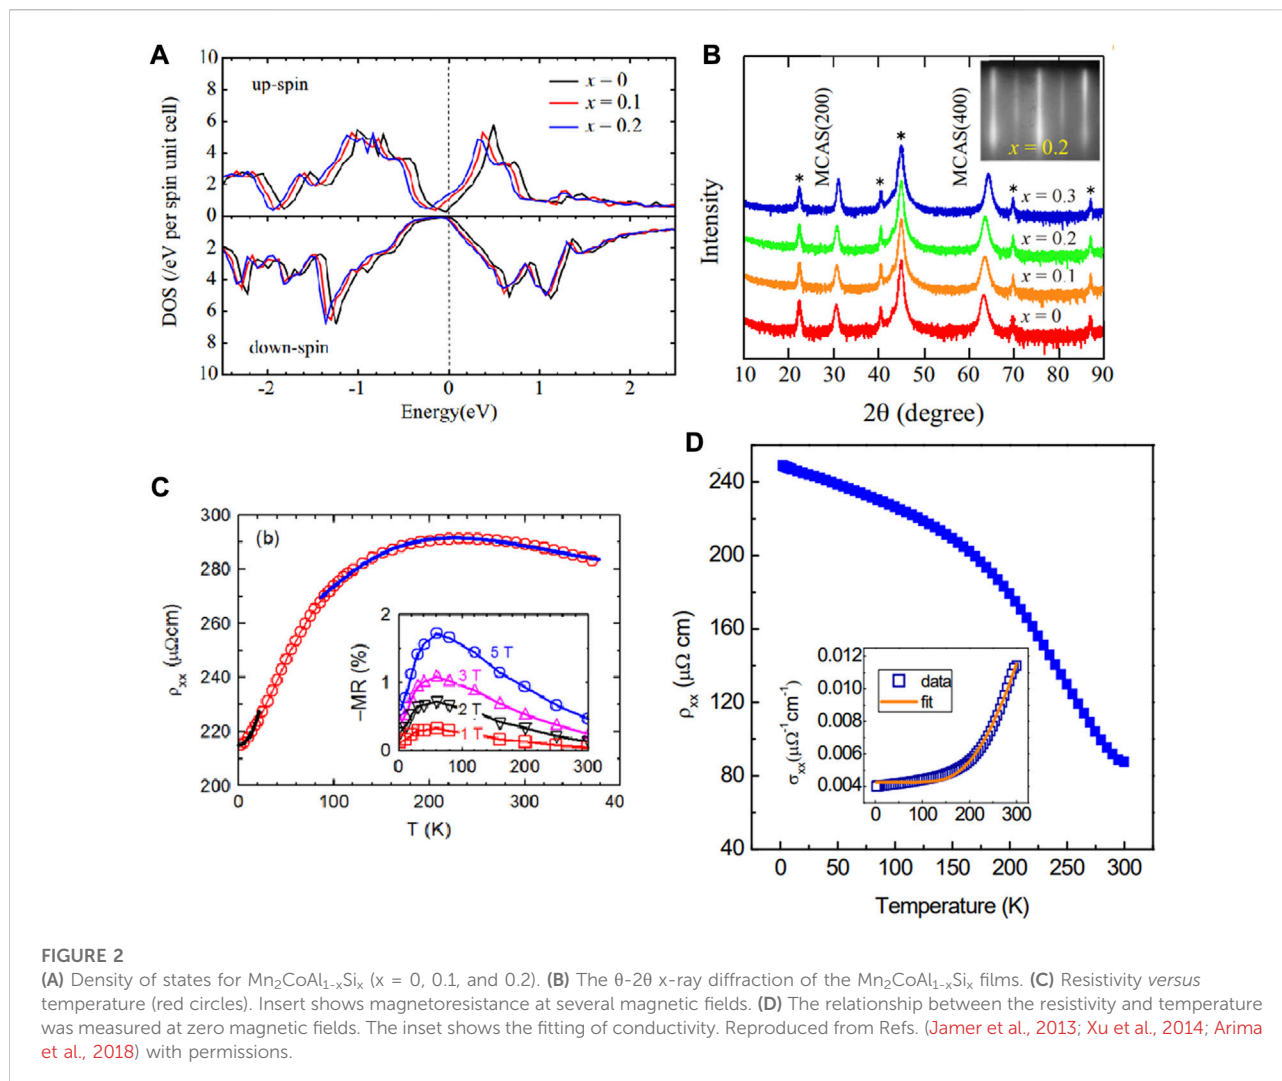 A
10
8
6
4
2
0
2
4
6
8
10
DOS (/eV per spin unit cell)
up-spin
x = 0
x = 0.1
x = 0.2
down-spin
-2
-1
0
1
2
Energy(eV)
B
Intensity
*
MCAS(200)
*
*
MCAS(400)
*
*
x = 0.2
x = 0.3
x = 0.2
x = 0.1
x = 0
10
20
30
40
50
60
70
80
90
2θ (degree)
C
(b)
300
280
260
240
220
200
ρxx (μΩcm)
0
100
200
300
40
T (K)
2
1
0
−MR (%)
5 T
3 T
2 T
1 T
0
100
200
300
D
240
200
160
120
80
40
ρxx (μΩ cm)
0
50
100
150
200
250
300
Temperature (K)
0.012
0.010
0.008
0.006
0.004
σxx(μΩ⁻¹cm⁻¹)
data
fit
0
100
200
300
FIGURE 2
(A) Density of states for Mn₂CoAl₁₋ₓSiₓ (x = 0, 0.1, and 0.2). (B) The θ-2θ x-ray diffraction of the Mn₂CoAl₁₋ₓSiₓ films. (C) Resistivity versus
temperature (red circles). Insert shows magnetoresistance at several magnetic fields. (D) The relationship between the resistivity and temperature
was measured at zero magnetic fields. The inset shows the fitting of conductivity. Reproduced from Refs. (Jamer et al., 2013; Xu et al., 2014; Arima
et al., 2018) with permissions.